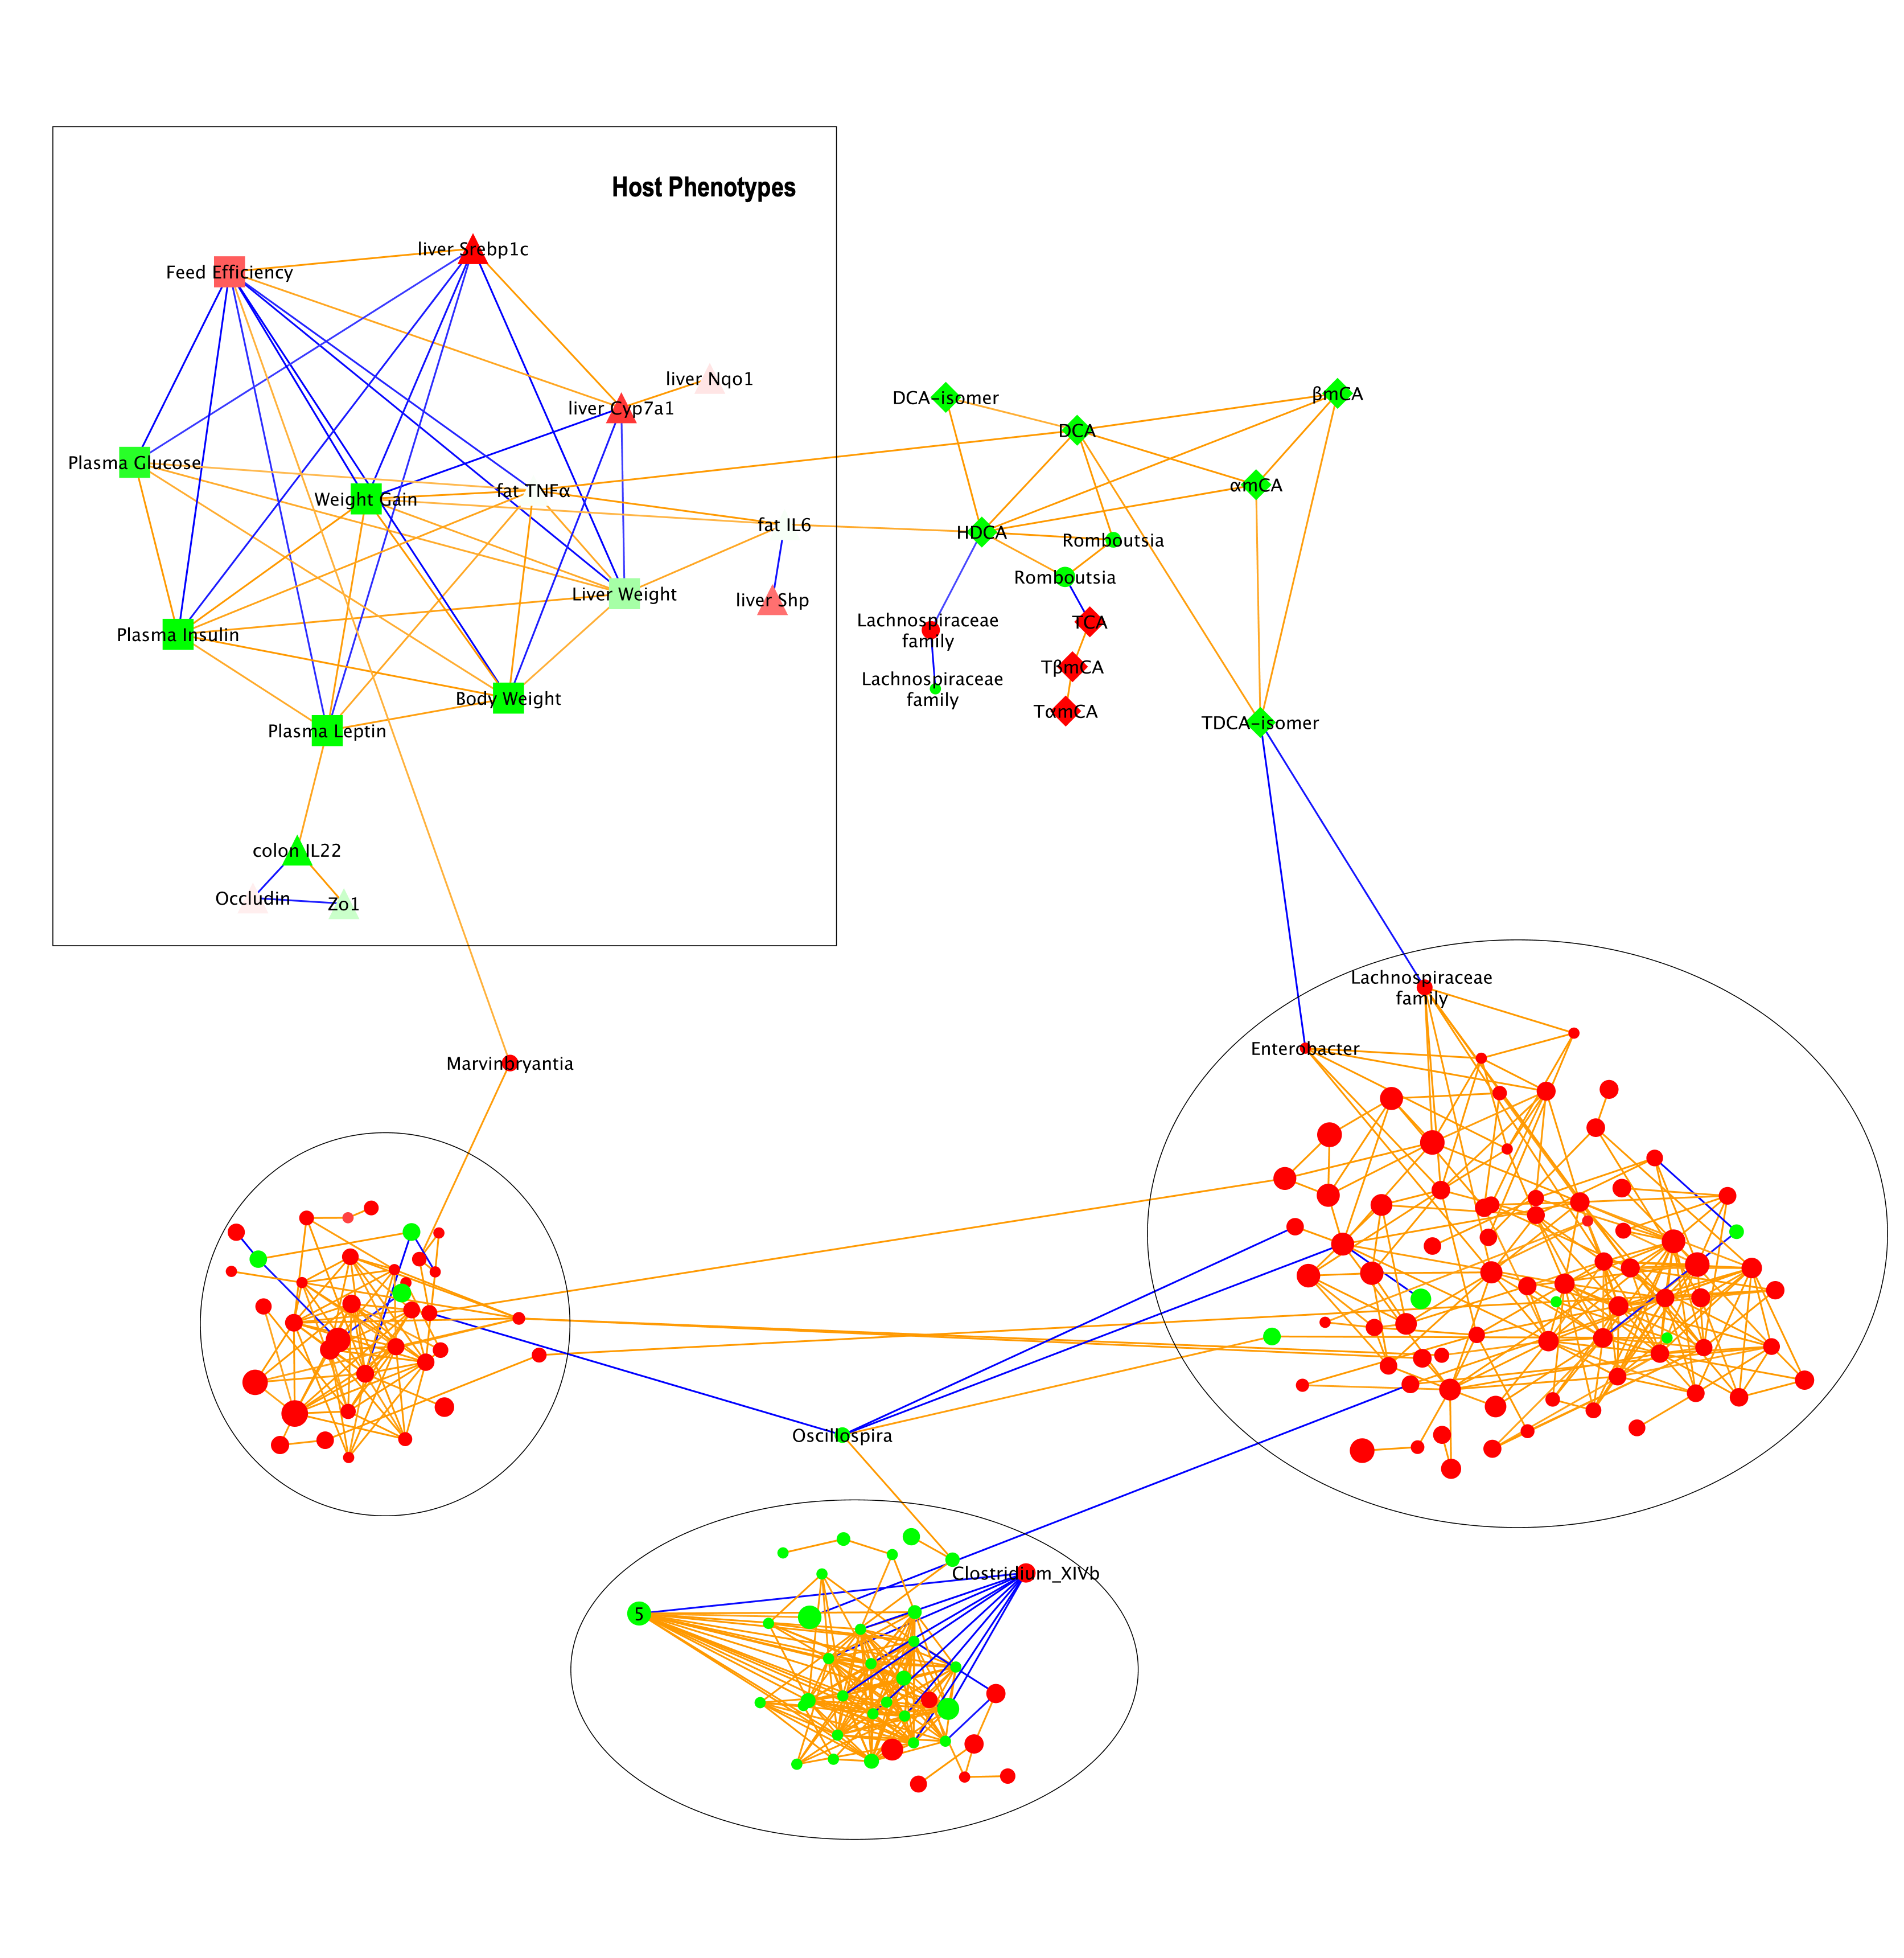 Host Phenotypes
liver Srebp1c
Feed Efficiency
liver Nqo1
liver Cyp7a1
DCA-isomer
βmCA
DCA
Plasma Glucose
Weight Gain
fat TNFα
αmCA
fat IL6
HDCA
Romboutsia
Romboutsia
Liver Weight
liver Shp
Lachnospiraceae
family
TCA
Plasma Insulin
TβmCA
Lachnospiraceae
family
Body Weight
TαmCA
Plasma Leptin
TDCA-isomer
colon IL22
Occludin
Zo1
Lachnospiraceae
family
Enterobacter
Marvinbryantia
Oscillospira
Clostridium_XIVb
5